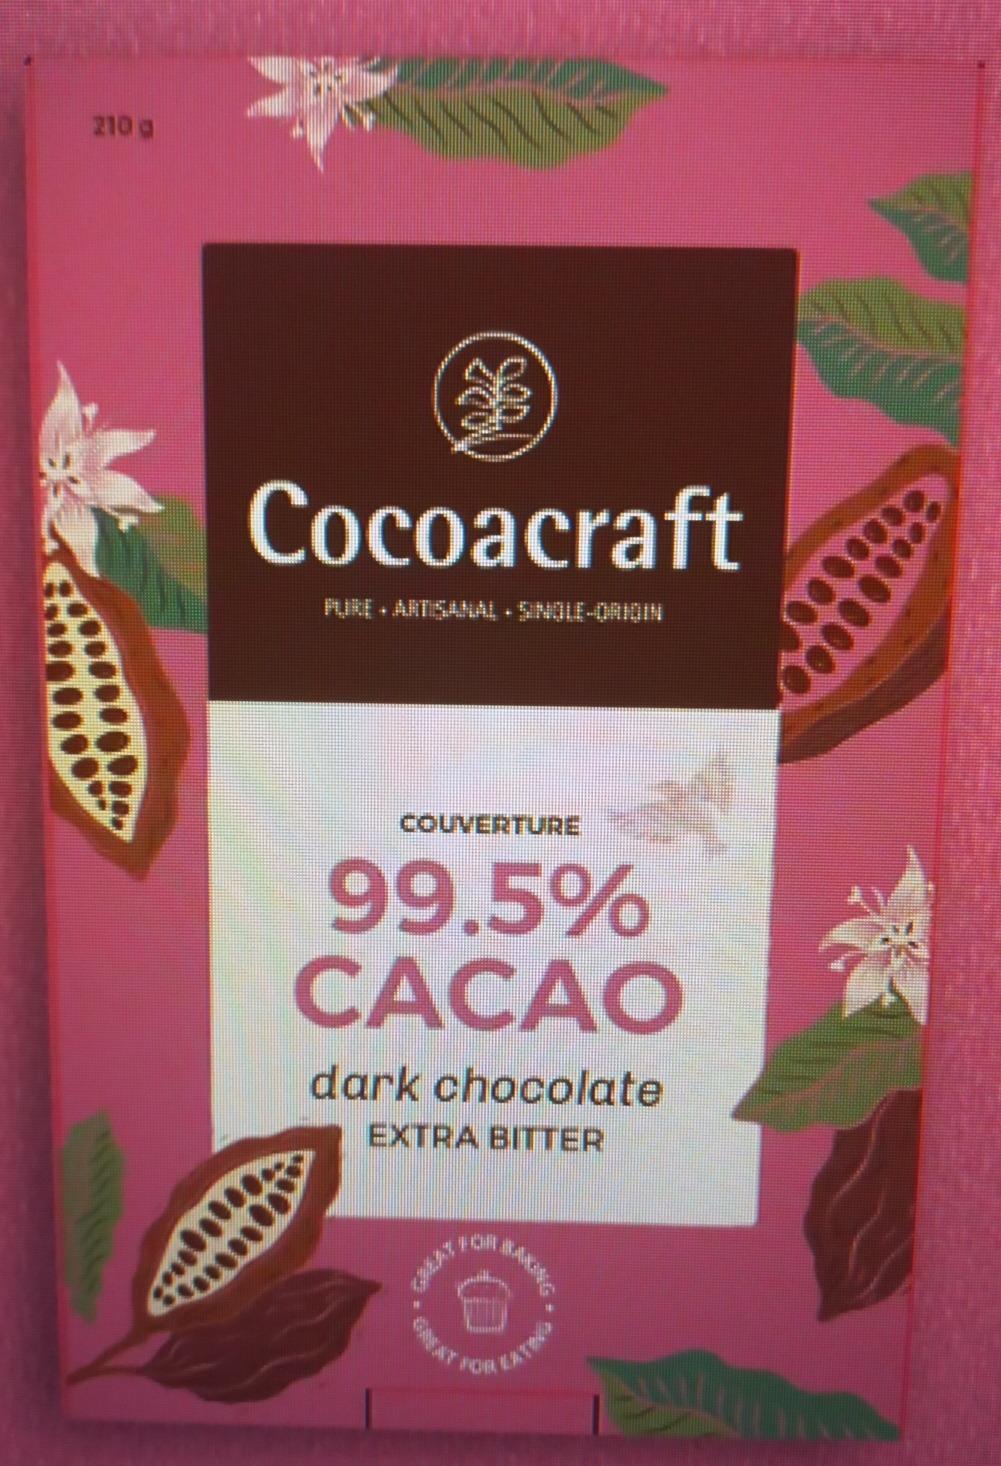 210 g
Cocoacraft
PURE • ARTISANAL • SINGLE-ORIGIN
COUVERTURE
99.5%
CACAO
dark chocolate
EXTRA BITTER
GREAT FOR BAKING •
GREAT FOR EATING •